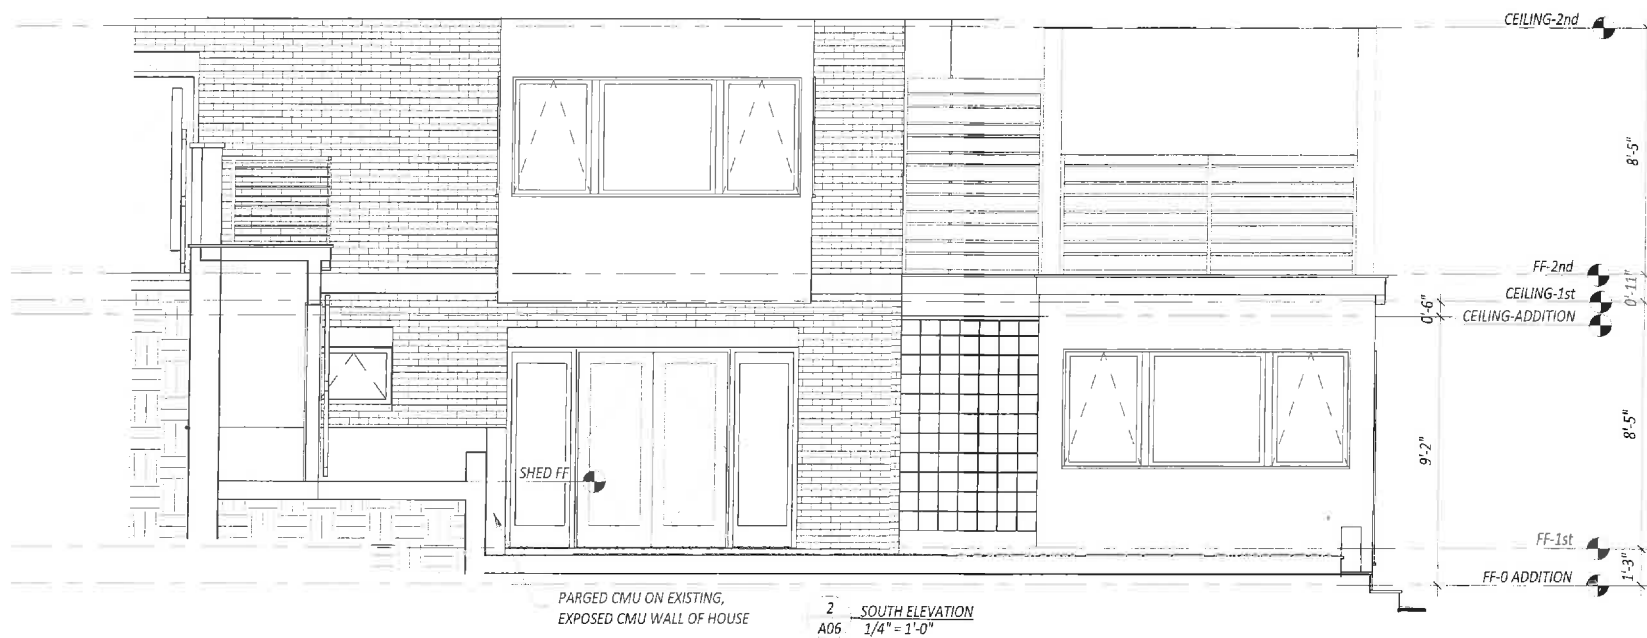 CEILING-2nd
8'-5"
FF-2nd
0'-11"
CEILING-1st
0'-6"
CEILING-ADDITION
8'-5"
9'-2"
SHED FF
FF-1st
1'-3"
FF-0 ADDITION
PARGED CMU ON EXISTING,
EXPOSED CMU WALL OF HOUSE
2 SOUTH ELEVATION
A06 1/4" = 1'-0"